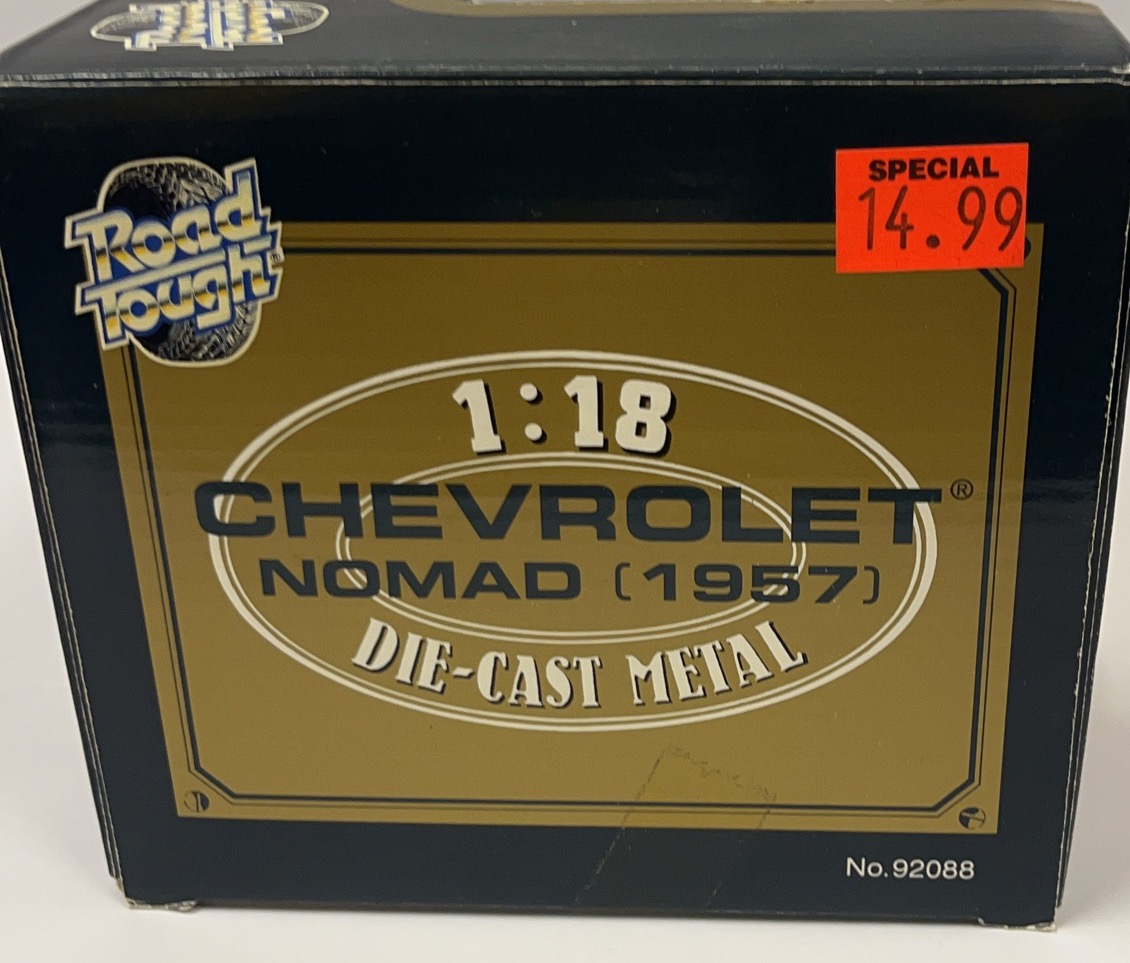 Road
Tough
SPECIAL
14.99
1:18
CHEVROLET®
NOMAD (1957)
DIE-CAST METAL
No.92088